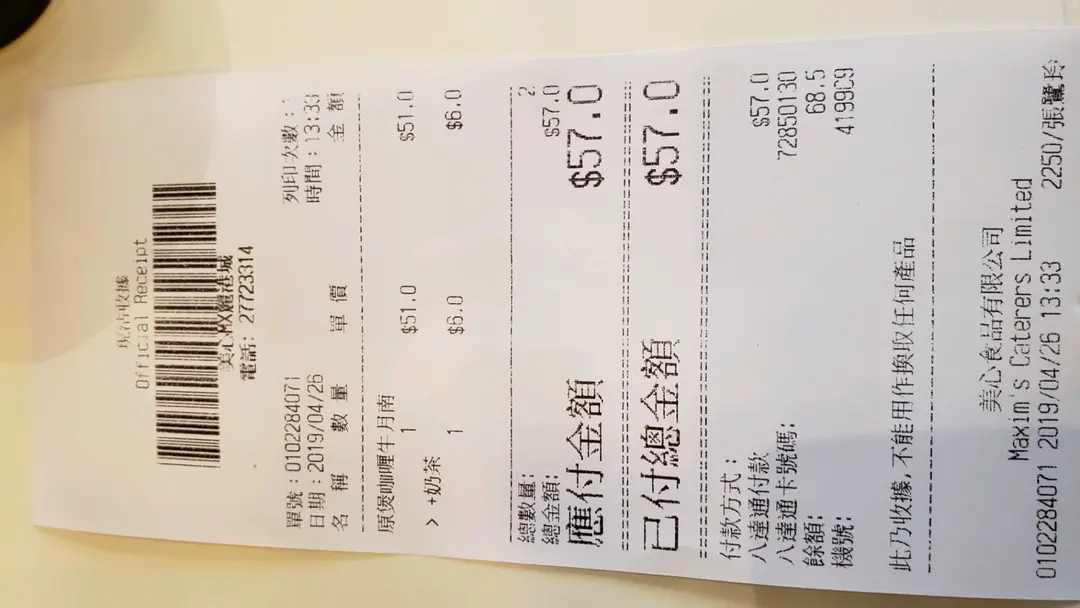 現沽收據
Official Receipt
美心MX麗港城
電話: 27723314
單號:0102284071 列印次數:1
日期:2019/04/26 時間:13:33
名 稱 數 量 單 價 金 額
原煲咖喱牛月南
1 $51.0 $51.0
> +奶茶
1 $6.0 $6.0
總數量: 2
總金額: $57.0
應付金額 $57.0
已付總金額 $57.0
付款方式:
八達通付款 $57.0
八達通卡號碼: 72850130
餘額: 68.5
機號: 4199C9
此乃收據,不能用作換取任何產品
美心食品有限公司
Maxim's Caterers Limited
0102284071 2019/04/26 13:33 2250/張鷺玲